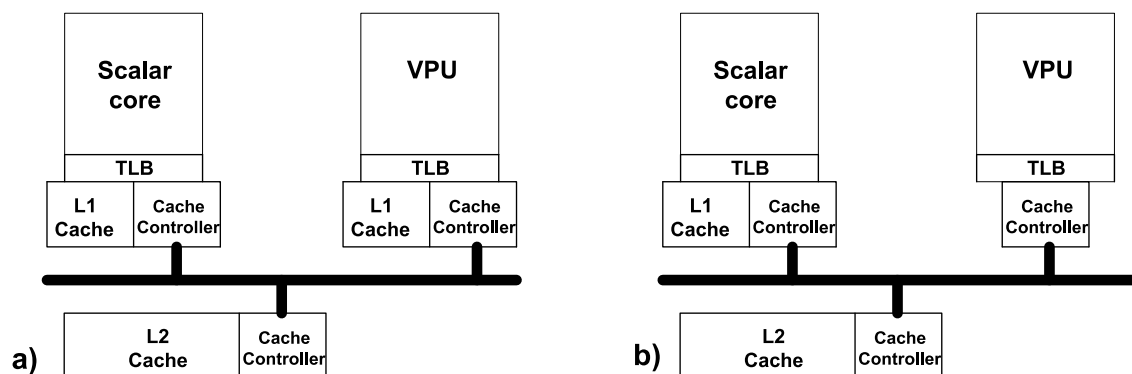 Scalar
core
TLB
L1
Cache
Cache
Controller
VPU
TLB
L1
Cache
Cache
Controller
L2
Cache
Cache
Controller
a)
Scalar
core
TLB
L1
Cache
Cache
Controller
VPU
TLB
Cache
Controller
L2
Cache
Cache
Controller
b)